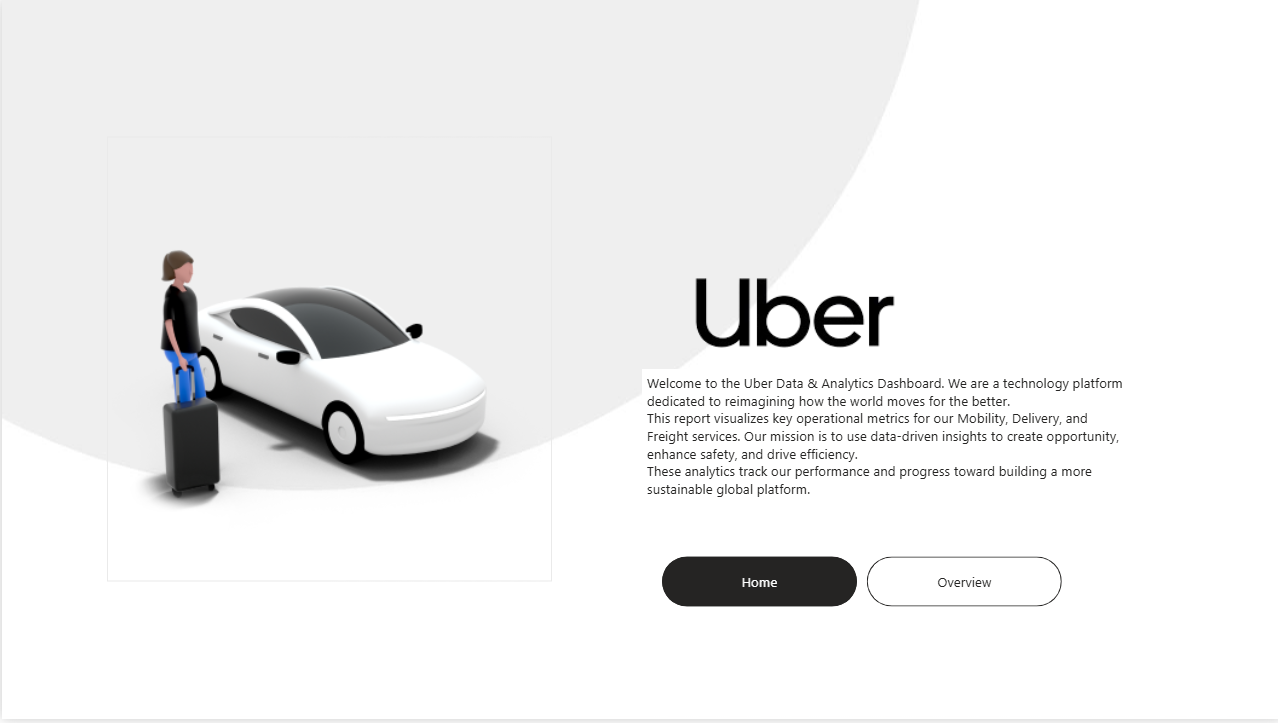 Uber
Welcome to the Uber Data & Analytics Dashboard. We are a technology platform
dedicated to reimagining how the world moves for the better.
This report visualizes key operational metrics for our Mobility, Delivery, and
Freight services. Our mission is to use data-driven insights to create opportunity,
enhance safety, and drive efficiency.
These analytics track our performance and progress toward building a more
sustainable global platform.
Home
Overview